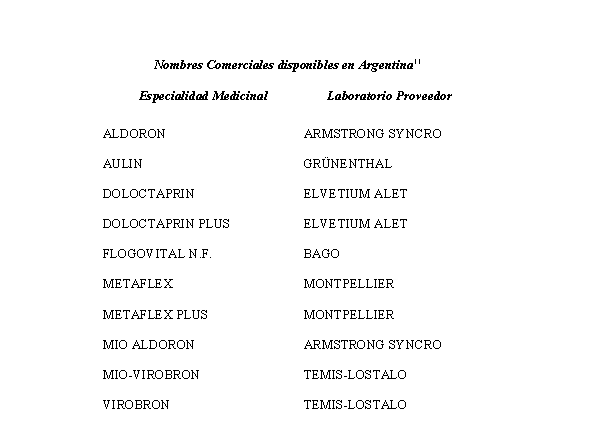 Nombres Comerciales disponibles en Argentina¹¹
Especialidad Medicinal Laboratorio Proveedor
ALDORON ARMSTRONG SYNCRO
AULIN GRÜNENTHAL
DOLOCTAPRIN ELVETIUM ALET
DOLOCTAPRIN PLUS ELVETIUM ALET
FLOGOVITAL N.F. BAGO
METAFLEX MONTPELLIER
METAFLEX PLUS MONTPELLIER
MIO ALDORON ARMSTRONG SYNCRO
MIO-VIROBRON TEMIS-LOSTALO
VIROBRON TEMIS-LOSTALO